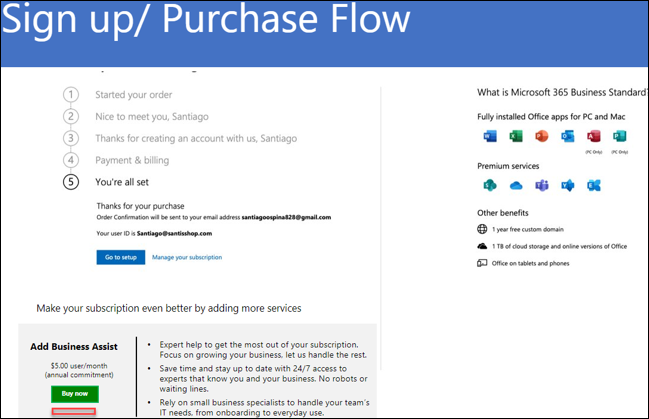 Sign up/ Purchase Flow
1 Started your order
2 Nice to meet you, Santiago
3 Thanks for creating an account with us, Santiago
4 Payment & billing
5 You're all set
Thanks for your purchase
Order Confirmation will be sent to your email address santiagoospina828@gmail.com
Your user ID is Santiago@santisshop.com
Go to setup Manage your subscription
What is Microsoft 365 Business Standard?
Fully installed Office apps for PC and Mac
(PC Only) (PC Only)
Premium services
Other benefits
1 year free custom domain
1 TB of cloud storage and online versions of Office
Office on tablets and phones
Make your subscription even better by adding more services
Add Business Assist
$5.00 user/month
(annual commitment)
Buy now
• Expert help to get the most out of your subscription.
Focus on growing your business, let us handle the rest.
• Save time and stay up to date with 24/7 access to
experts that know you and your business. No robots or
waiting lines.
• Rely on small business specialists to handle your team's
IT needs, from onboarding to everyday use.